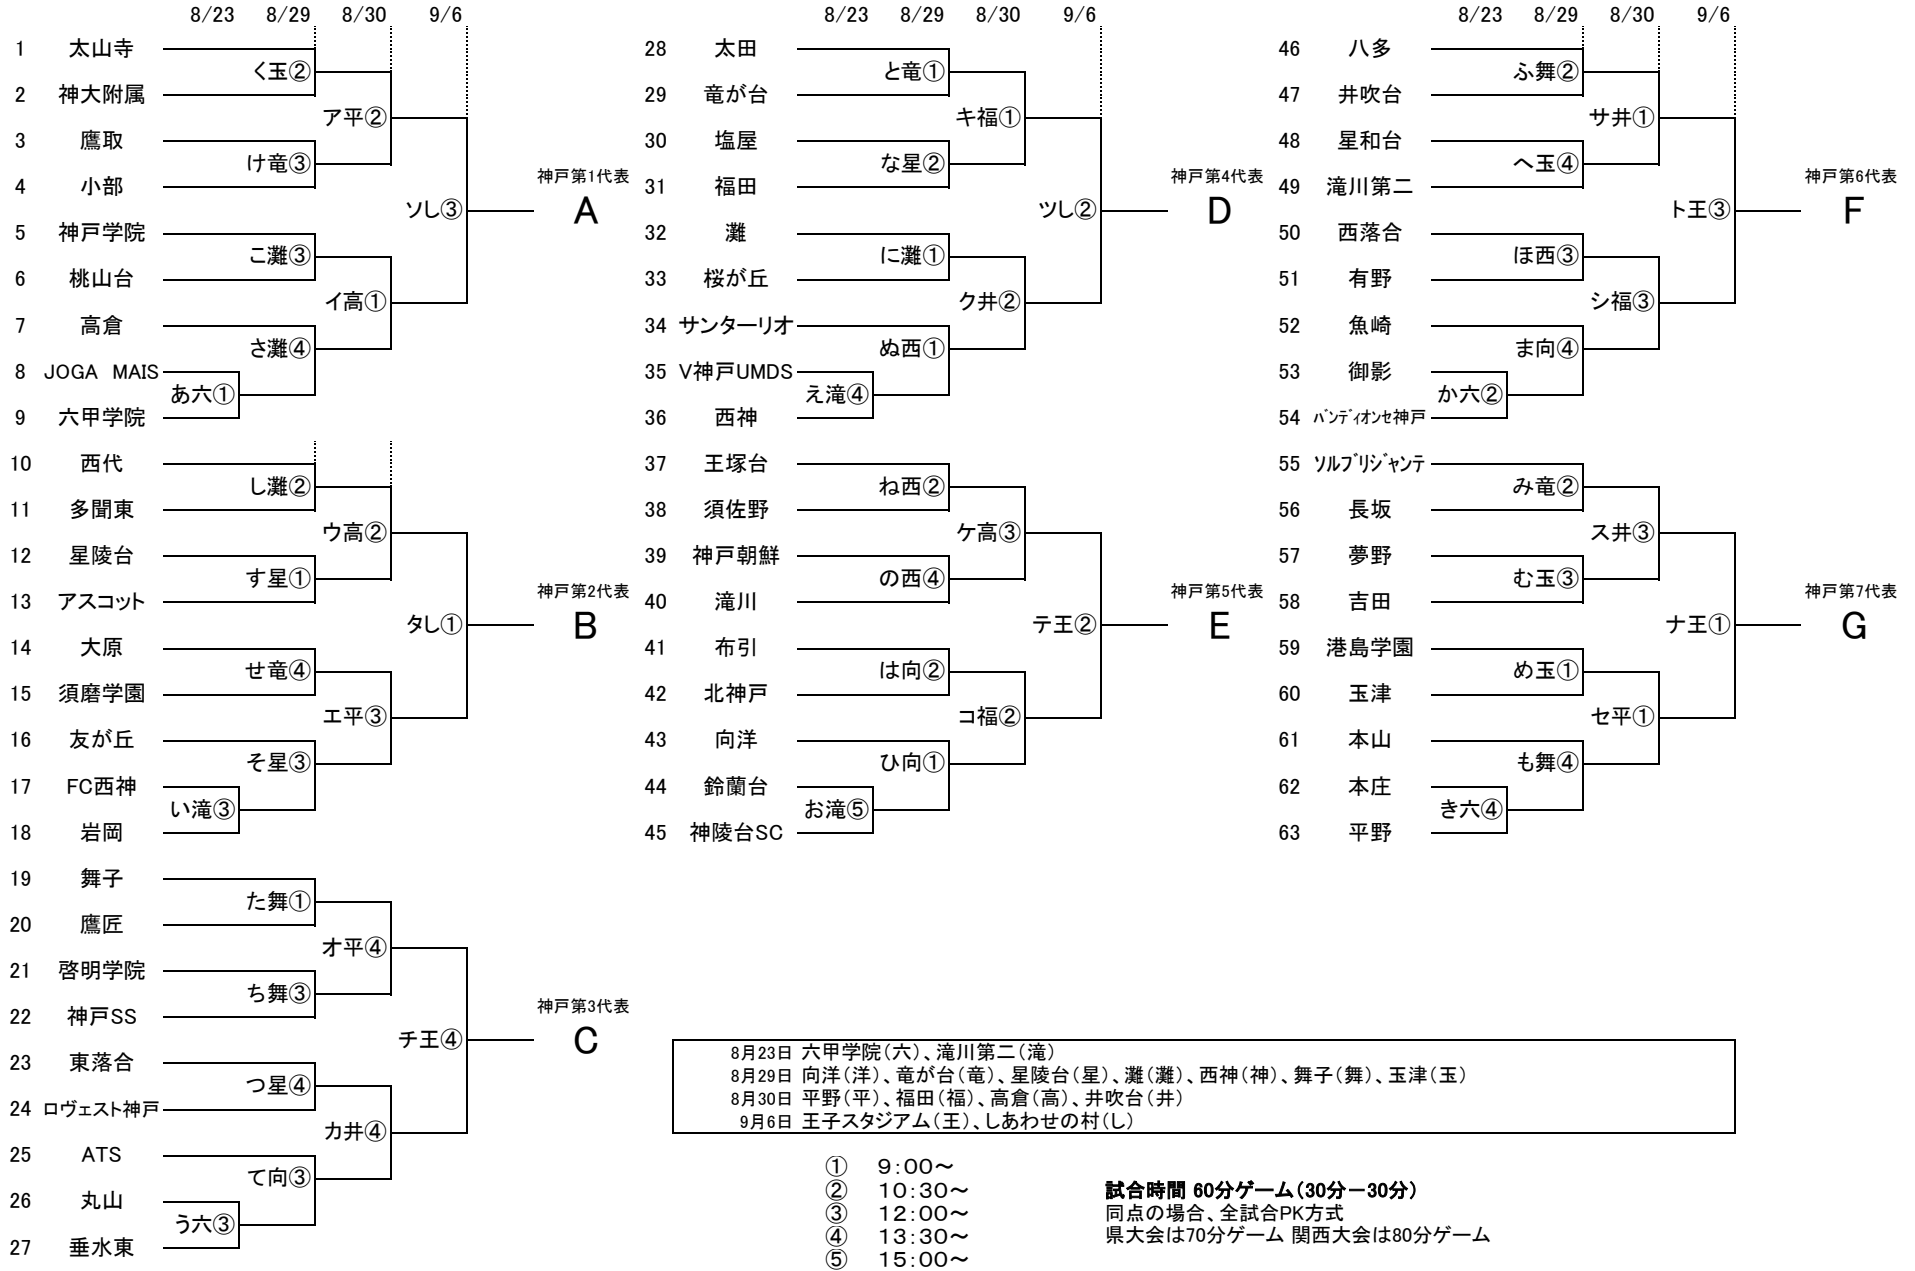 8/23 8/29 8/30 9/6
1 太山寺
く玉②
2 神大附属
ア平②
3 鷹取
け竜③
4 小部
神戸第1代表
ソし③
A
5 神戸学院
こ灘③
6 桃山台
イ高①
7 高倉
さ灘④
8 JOGA MAIS
あ六①
9 六甲学院
10 西代
し灘②
11 多聞東
ウ高②
12 星陵台
す星①
13 アスコット
神戸第2代表
タし①
B
14 大原
せ竜④
15 須磨学園
エ平③
16 友が丘
そ星③
17 FC西神
い滝③
18 岩岡
19 舞子
た舞①
20 鷹匠
オ平④
21 啓明学院
ち舞③
22 神戸SS
神戸第3代表
チ王④
C
23 東落合
つ星④
24 ロヴェスト神戸
カ井④
25 ATS
て向③
26 丸山
う六③
27 垂水東
8/23 8/29 8/30 9/6
28 太田
と竜①
29 竜が台
キ福①
30 塩屋
な星②
31 福田
神戸第4代表
ツし②
D
32 灘
に灘①
33 桜が丘
ク井②
34 サンターリオ
ぬ西①
35 V神戸UMDS
え滝④
36 西神
37 王塚台
ね西②
38 須佐野
ケ高③
39 神戸朝鮮
の西④
40 滝川
神戸第5代表
テ王②
E
41 布引
は向②
42 北神戸
コ福②
43 向洋
ひ向①
44 鈴蘭台
お滝⑤
45 神陵台SC
8/23 8/29 8/30 9/6
46 八多
ふ舞②
47 井吹台
サ井①
48 星和台
へ玉④
49 滝川第二
神戸第6代表
ト王③
F
50 西落合
ほ西③
51 有野
シ福③
52 魚崎
ま向④
53 御影
か六②
54 バンディオンセ神戸
55 ソルブリジャンテ
み竜②
56 長坂
ス井③
57 夢野
む玉③
58 吉田
神戸第7代表
ナ王①
G
59 港島学園
め玉①
60 玉津
セ平①
61 本山
も舞④
62 本庄
き六④
63 平野
8月23日 六甲学院(六)、滝川第二(滝)
8月29日 向洋(洋)、竜が台(竜)、星陵台(星)、灘(灘)、西神(神)、舞子(舞)、玉津(玉)
8月30日 平野(平)、福田(福)、高倉(高)、井吹台(井)
9月6日 王子スタジアム(王)、しあわせの村(し)
① 9:00～
② 10:30～
③ 12:00～
④ 13:30～
⑤ 15:00～
試合時間 60分ゲーム(30分－30分)
同点の場合、全試合PK方式
県大会は70分ゲーム 関西大会は80分ゲーム